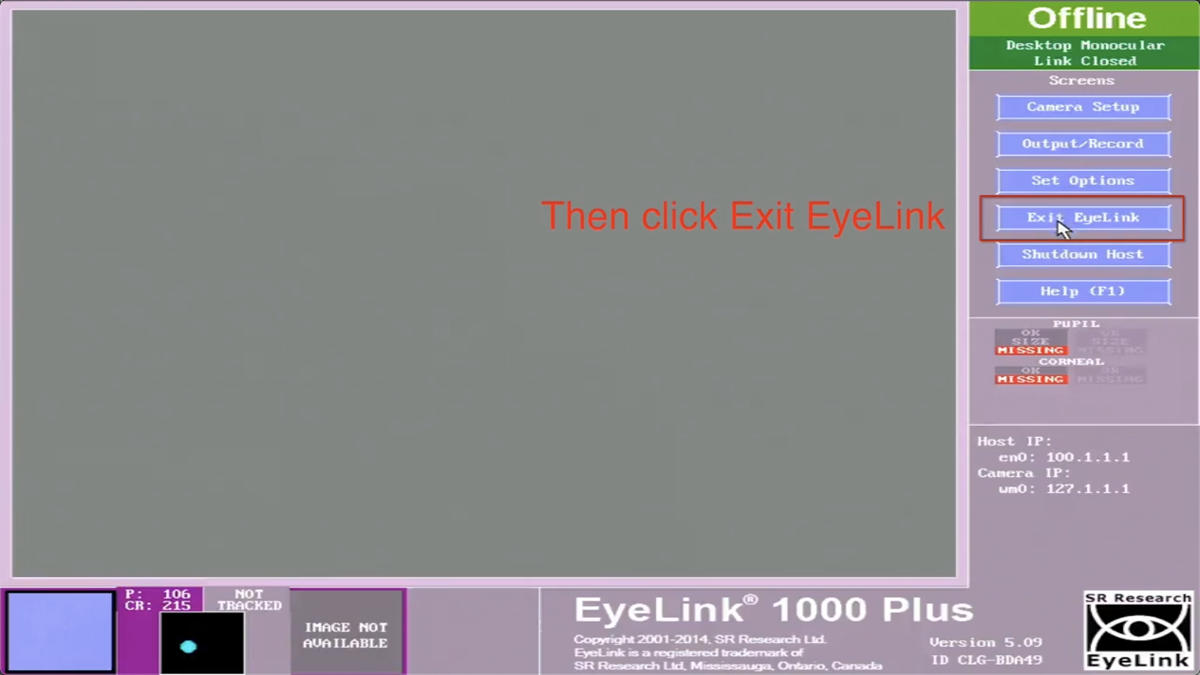 Offline
Desktop Monocular
Link Closed
Screens
Camera Setup
Output/Record
Set Options
Then click Exit EyeLink
Exit EyeLink
Shutdown Host
Help (F1)
PUPIL
OK
SIZE
SIZE
MISSING
MISSING
CORNEAL
OK
MISSING
MISSING
Host IP:
en0: 100.1.1.1
Camera IP:
wm0: 127.1.1.1
P: 106
CR: 215
NOT
TRACKED
IMAGE NOT
AVAILABLE
EyeLink® 1000 Plus
Copyright 2001-2014, SR Research Ltd.
EyeLink is a registered trademark of
SR Research Ltd, Mississauga, Ontario, Canada
Version 5.09
ID CLG-BDA49
SR Research
EyeLink